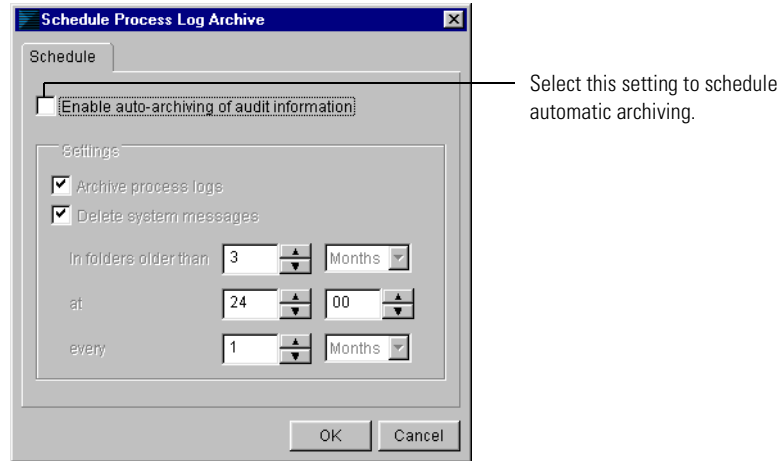 Schedule Process Log Archive
Schedule
Enable auto-archiving of audit information
Select this setting to schedule
automatic archiving.
Settings
Archive process logs
Delete system messages
In folders older than 3 Months
at 24 00
every 1 Months
OK Cancel